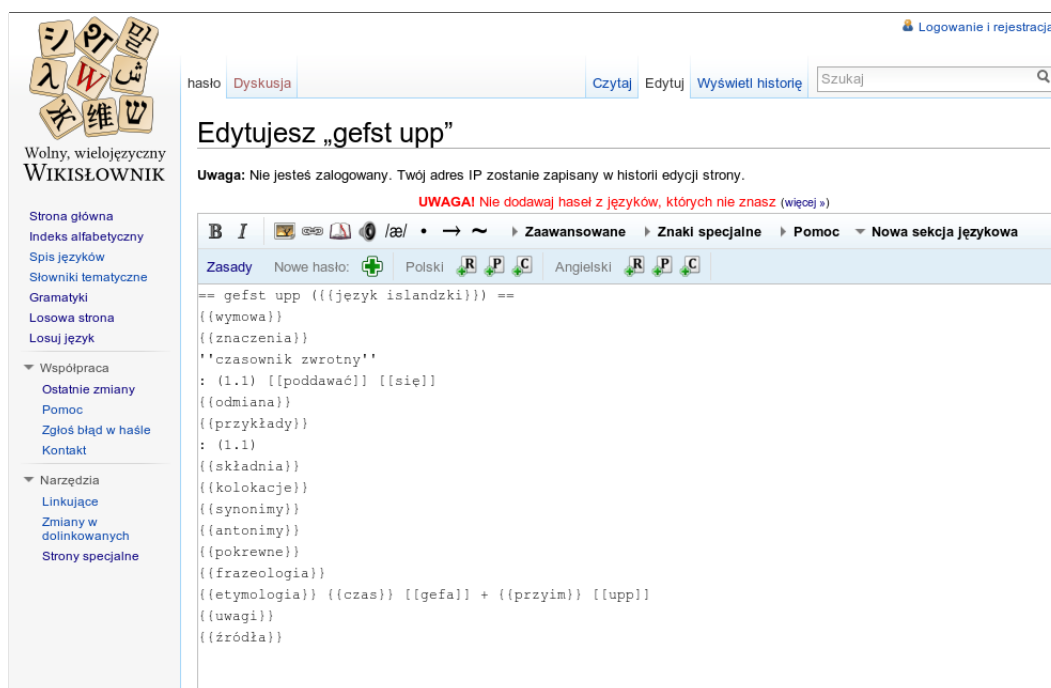 Logowanie i rejestracja
シ
말
λ
W
維
ש
Wolny, wielojęzyczny
WIKISŁOWNIK
hasło Dyskusja Czytaj Edytuj Wyświetl historię Szukaj
Edytujesz „gefst upp”
Uwaga: Nie jesteś zalogowany. Twój adres IP zostanie zapisany w historii edycji strony.
UWAGA! Nie dodawaj haseł z języków, których nie znasz (więcej »)
B I /æ/ • → ~ Zaawansowane Znaki specjalne Pomoc Nowa sekcja językowa
Zasady Nowe hasło: Polski R P C Angielski R P C
Strona główna
Indeks alfabetyczny
Spis języków
Słowniki tematyczne
Gramatyki
Losowa strona
Losuj język
Współpraca
Ostatnie zmiany
Pomoc
Zgłoś błąd w haśle
Kontakt
Narzędzia
Linkujące
Zmiany w
dolinkowanych
Strony specjalne
== gefst upp ({{język islandzki}}) ==
{{wymowa}}
{{znaczenia}}
''czasownik zwrotny''
: (1.1) [[poddawać]] [[się]]
{{odmiana}}
{{przykłady}}
: (1.1)
{{składnia}}
{{kolokacje}}
{{synonimy}}
{{antonimy}}
{{pokrewne}}
{{frazeologia}}
{{etymologia}} {{czas}} [[gefa]] + {{przyim}} [[upp]]
{{uwagi}}
{{źródła}}